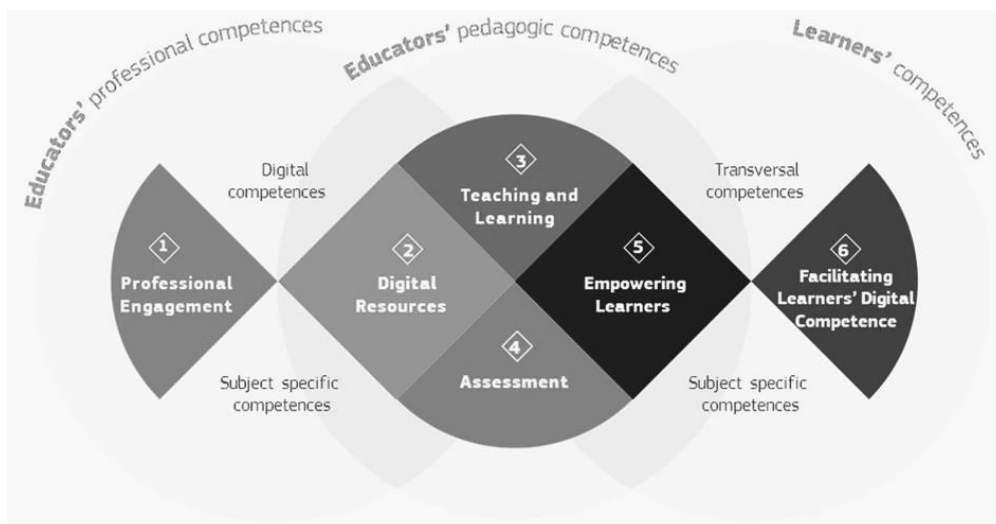 Educators' professional competences
Educators' pedagogic competences
Learners' competences
Digital
competences
Transversal
competences
1
Professional
Engagement
2
Digital
Resources
3
Teaching and
Learning
4
Assessment
5
Empowering
Learners
6
Facilitating
Learners' Digital
Competence
Subject specific
competences
Subject specific
competences